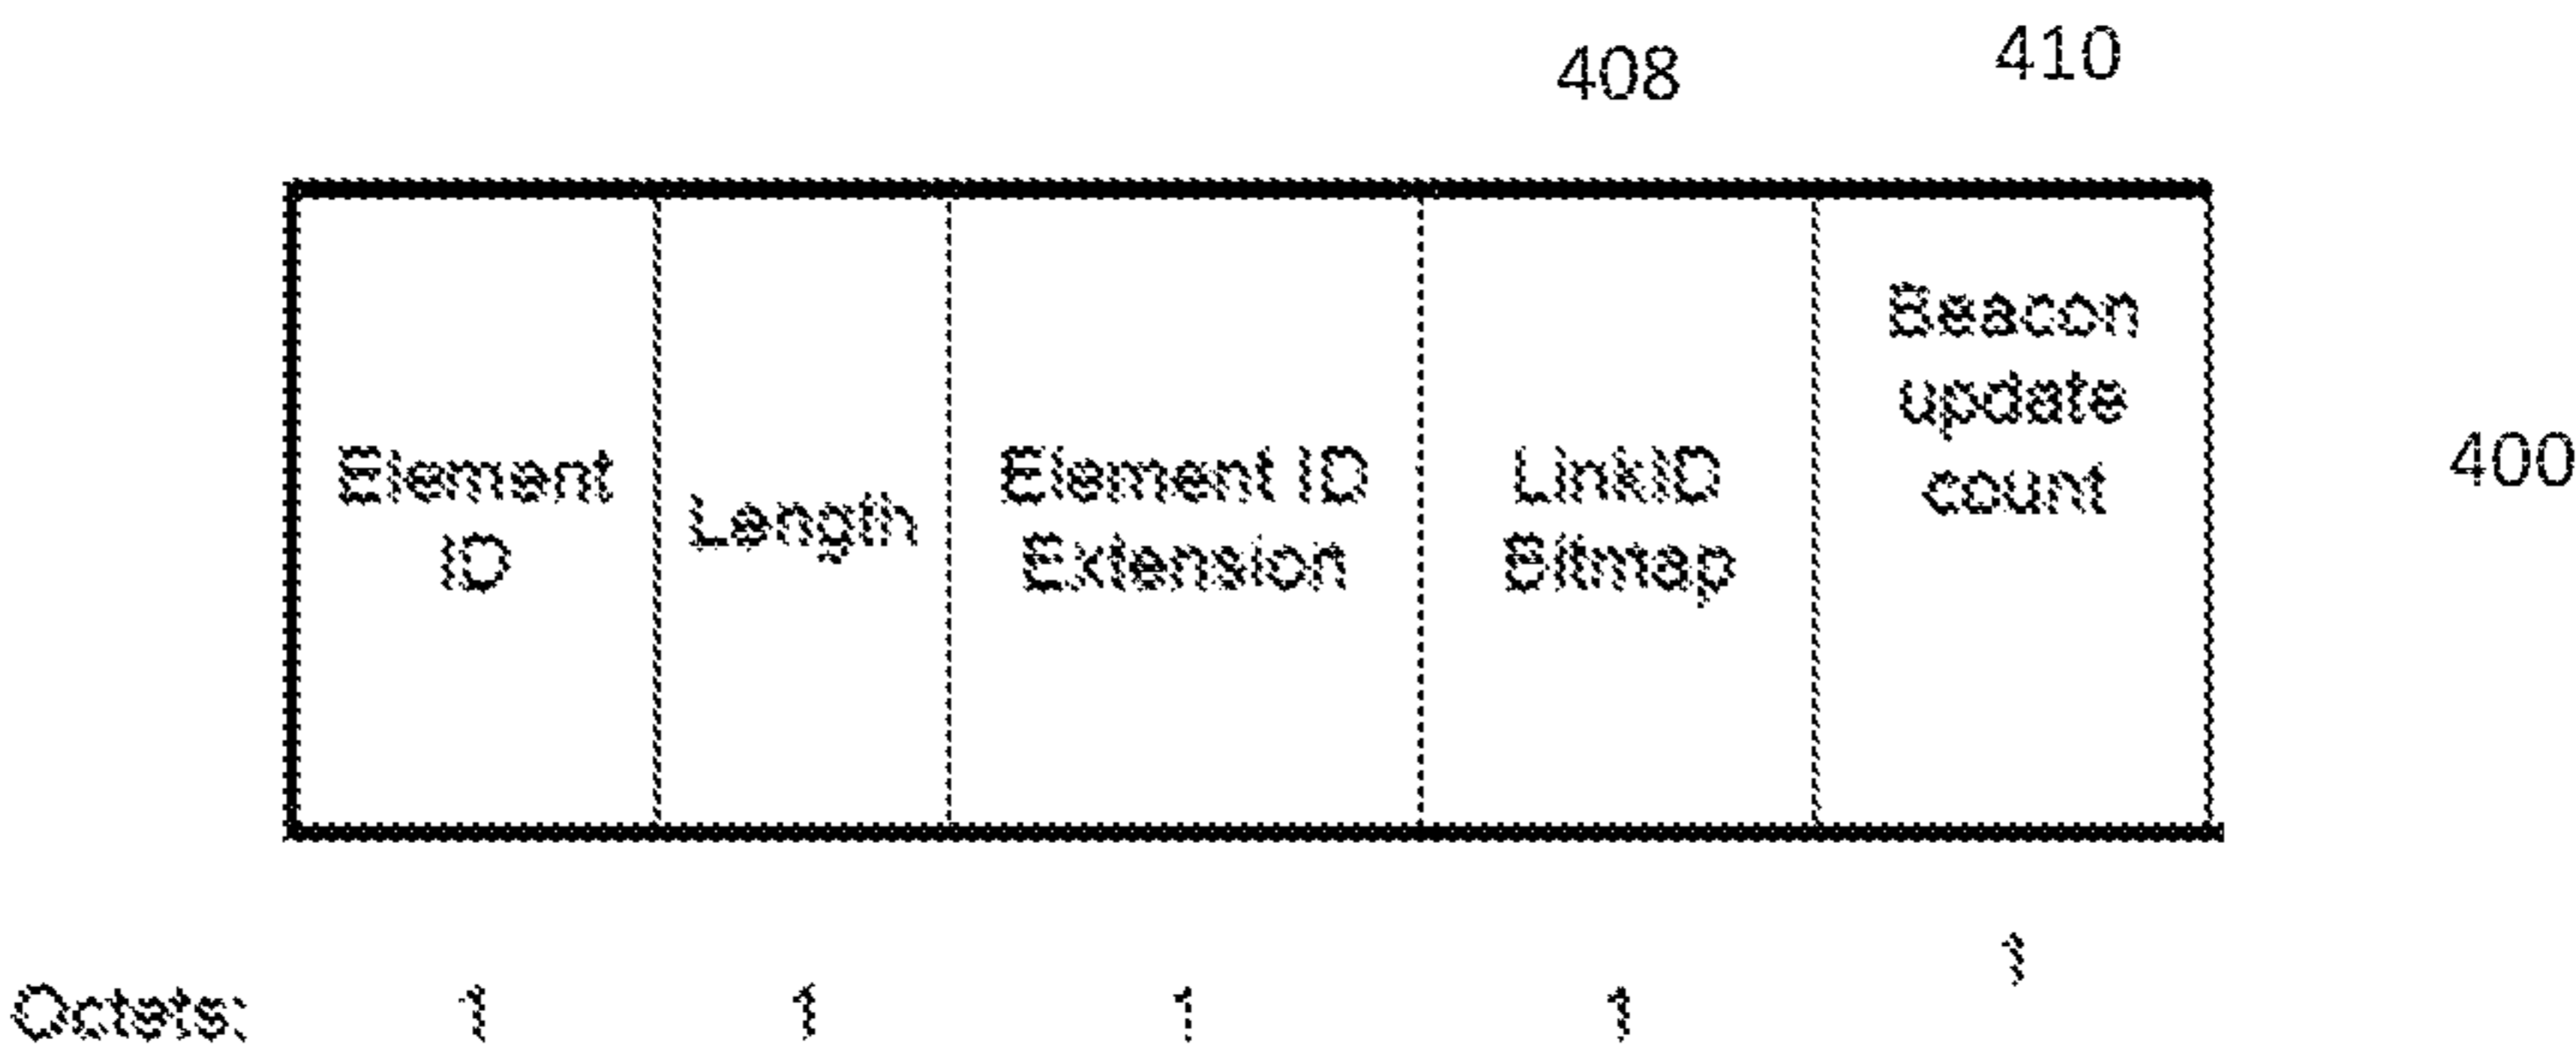 408
410
Element
ID
Length
Element ID
Extension
LinkID
Bitmap
Beacon
update
count
400
Octets:
1
1
1
1
1